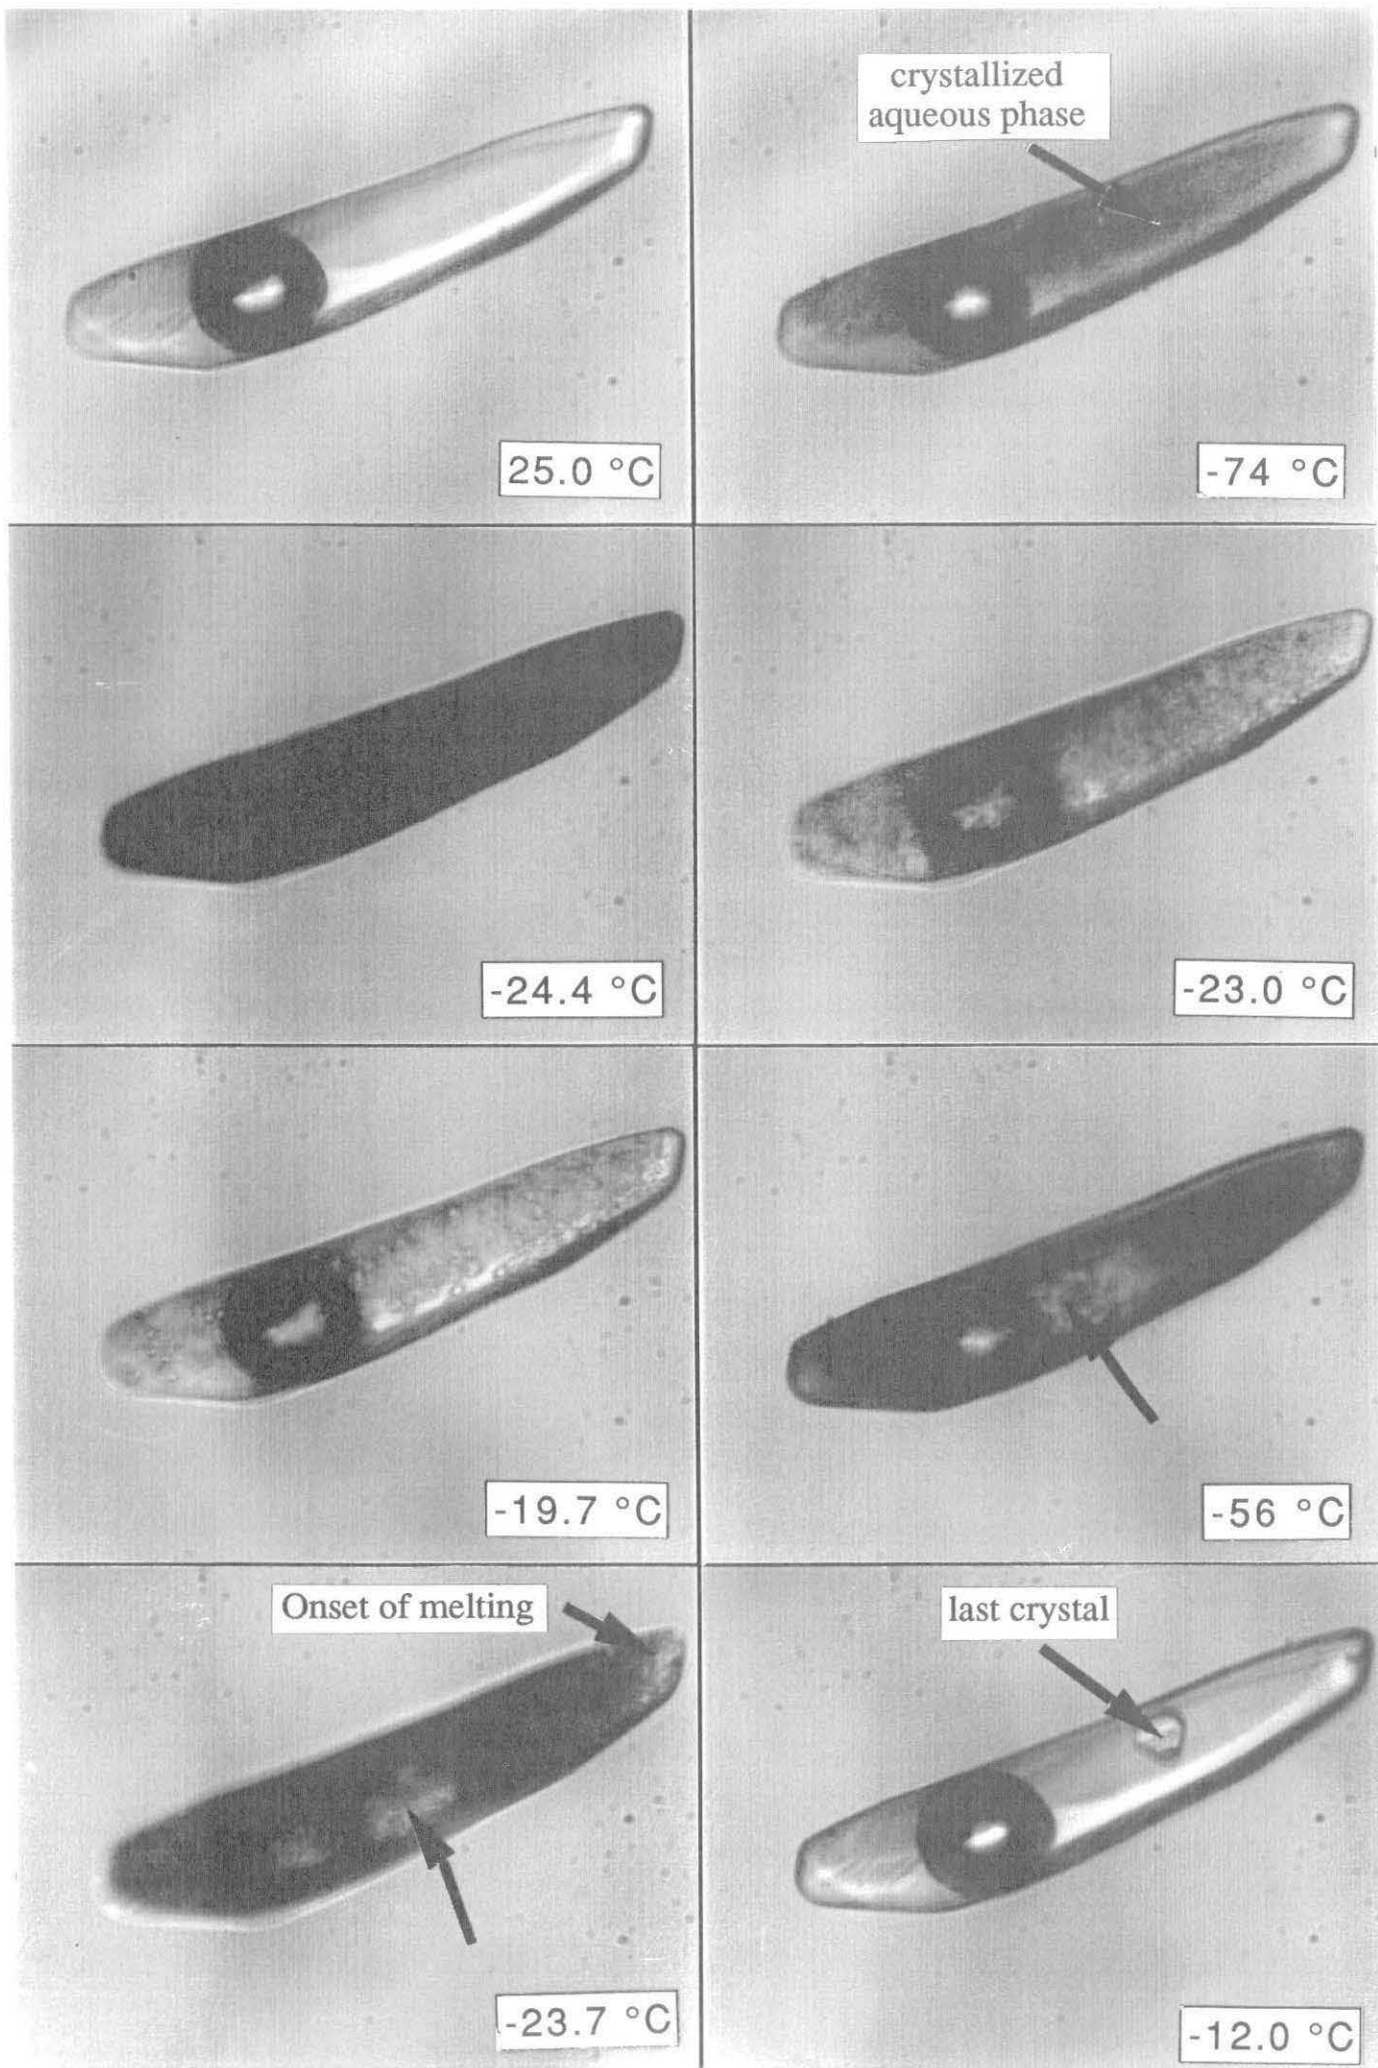 crystallized
aqueous phase
25.0 °C
-74 °C
-24.4 °C
-23.0 °C
-19.7 °C
-56 °C
Onset of melting
last crystal
-23.7 °C
-12.0 °C